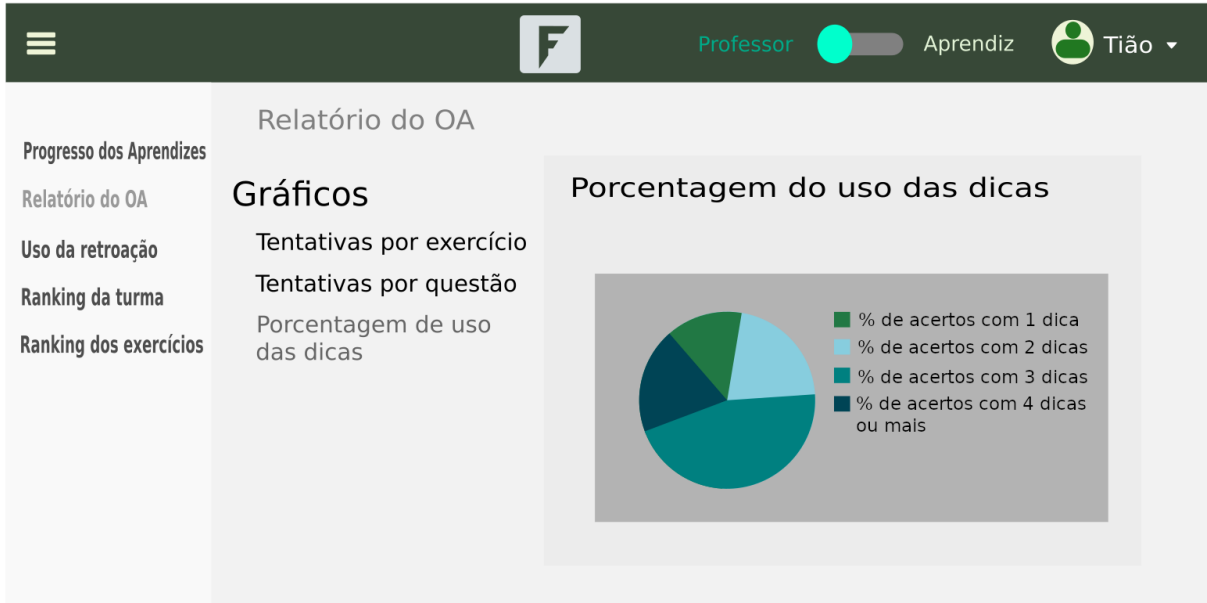 F
Professor
Aprendiz
Tião
Progresso dos Aprendizes
Relatório do OA
Uso da retroação
Ranking da turma
Ranking dos exercícios
Relatório do OA
Gráficos
Tentativas por exercício
Tentativas por questão
Porcentagem de uso
das dicas
Porcentagem do uso das dicas
% de acertos com 1 dica
% de acertos com 2 dicas
% de acertos com 3 dicas
% de acertos com 4 dicas
ou mais